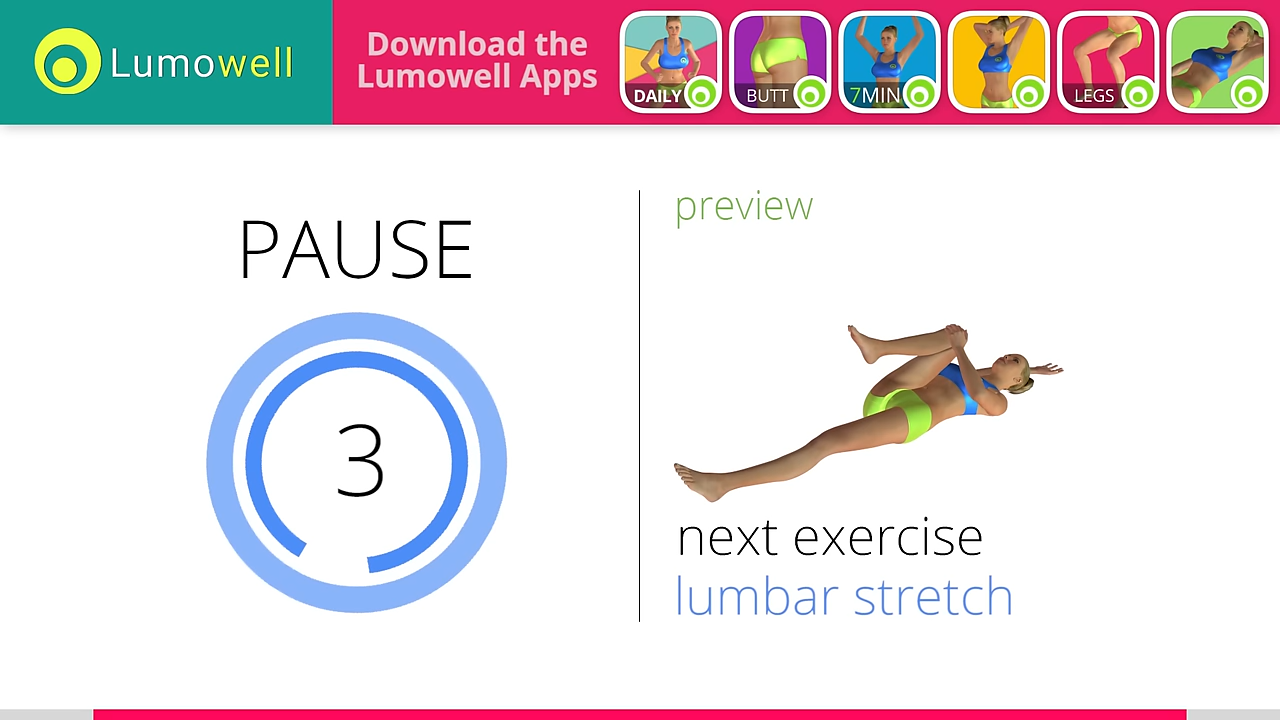 Lumowell
Download the
Lumowell Apps
DAILY
BUTT
7MIN
LEGS
PAUSE
3
preview
next exercise
lumbar stretch